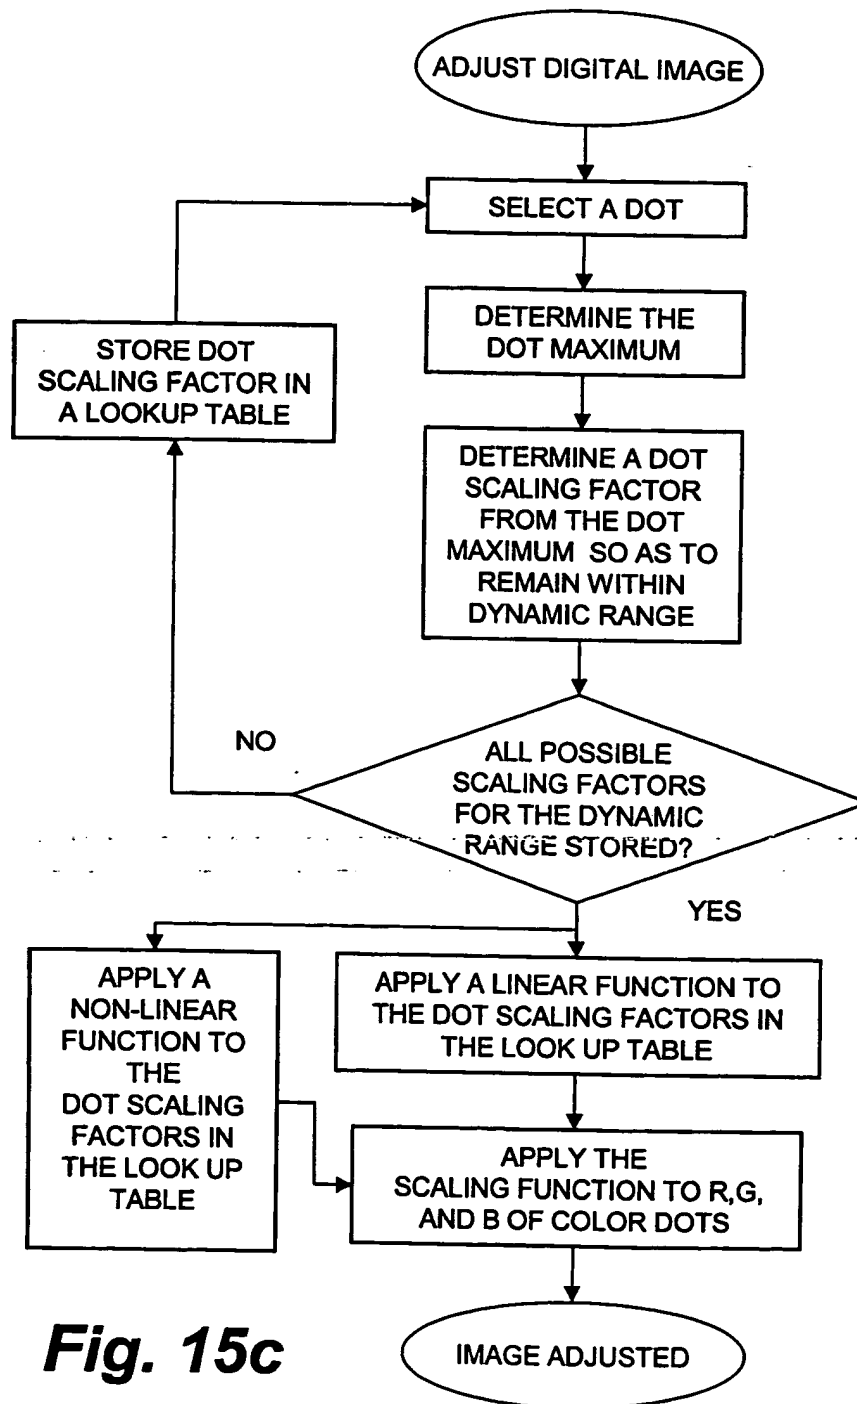 ADJUST DIGITAL IMAGE
SELECT A DOT
DETERMINE THE
DOT MAXIMUM
STORE DOT
SCALING FACTOR IN
A LOOKUP TABLE
DETERMINE A DOT
SCALING FACTOR
FROM THE DOT
MAXIMUM SO AS TO
REMAIN WITHIN
DYNAMIC RANGE
NO
ALL POSSIBLE
SCALING FACTORS
FOR THE DYNAMIC
RANGE STORED?
YES
APPLY A
NON-LINEAR
FUNCTION TO
THE
DOT SCALING
FACTORS IN
THE LOOK UP
TABLE
APPLY A LINEAR FUNCTION TO
THE DOT SCALING FACTORS IN
THE LOOK UP TABLE
APPLY THE
SCALING FUNCTION TO R,G,
AND B OF COLOR DOTS
IMAGE ADJUSTED
Fig. 15c